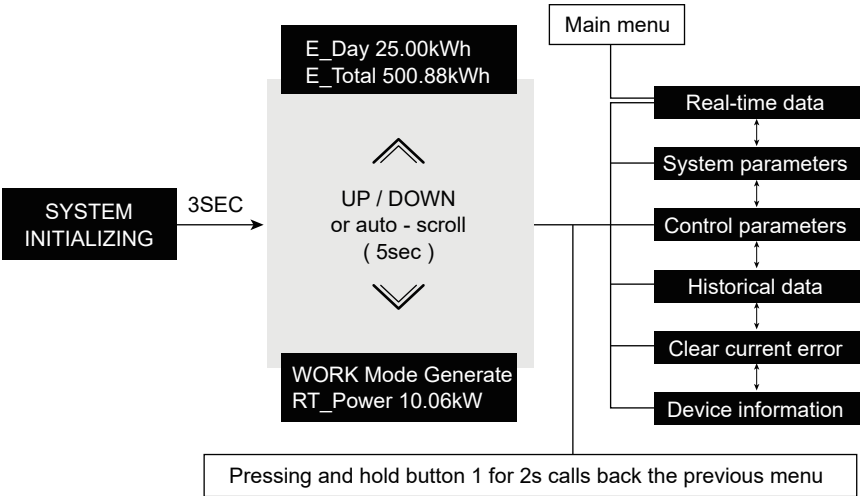 Main menu
E_Day 25.00kWh
E_Total 500.88kWh
Real-time data
System parameters
SYSTEM
INITIALIZING
3SEC
UP / DOWN
or auto - scroll
( 5sec )
Control parameters
Historical data
Clear current error
WORK Mode Generate
RT_Power 10.06kW
Device information
Pressing and hold button 1 for 2s calls back the previous menu